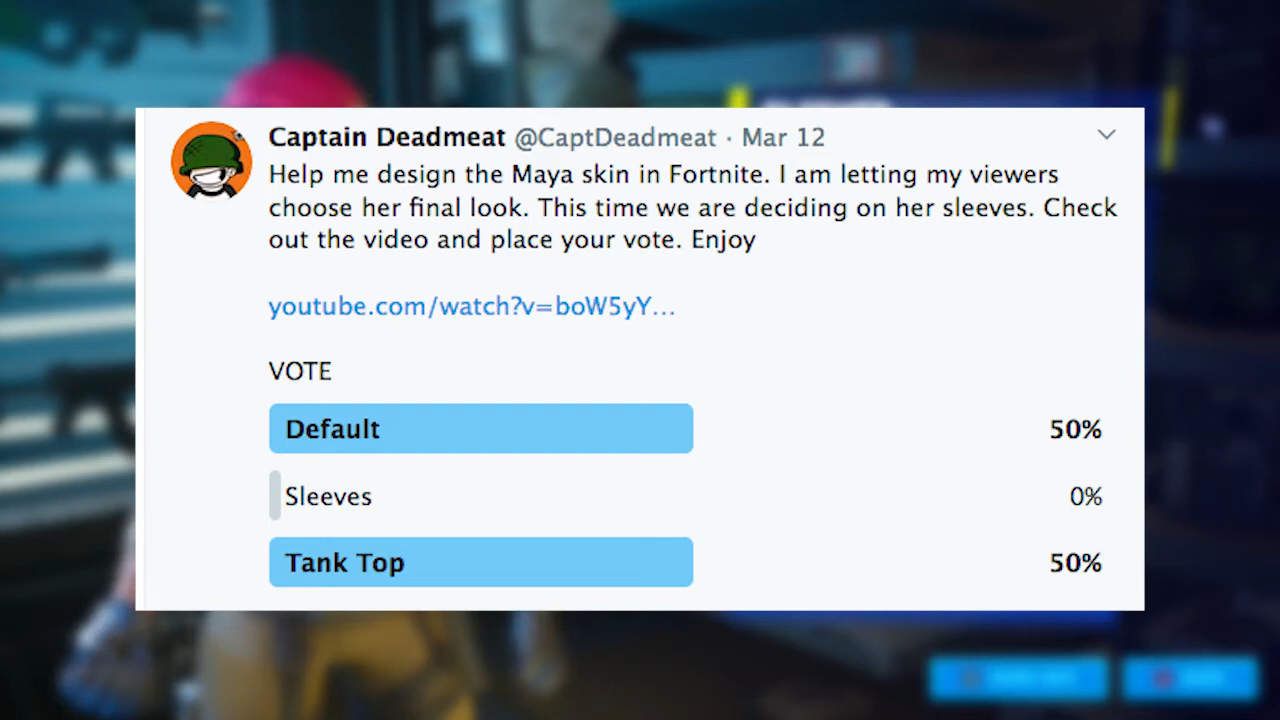 Captain Deadmeat @CaptDeadmeat · Mar 12
Help me design the Maya skin in Fortnite. I am letting my viewers
choose her final look. This time we are deciding on her sleeves. Check
out the video and place your vote. Enjoy
youtube.com/watch?v=boW5yY...
VOTE
Default 50%
Sleeves 0%
Tank Top 50%